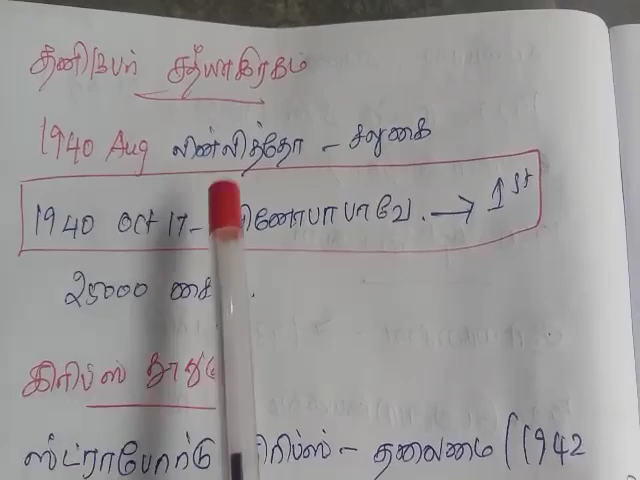 தனிநபர் சத்யாகிரகம்
1940 Aug லின்லித்தோ - சலுகை
1940 Oct 17- வினோபாபாவே. → 1st
25000 கை
கிரிப்ஸ் தூது
ஸ்ட்ராபோர்டு கிரிப்ஸ் - தலைமை (1942